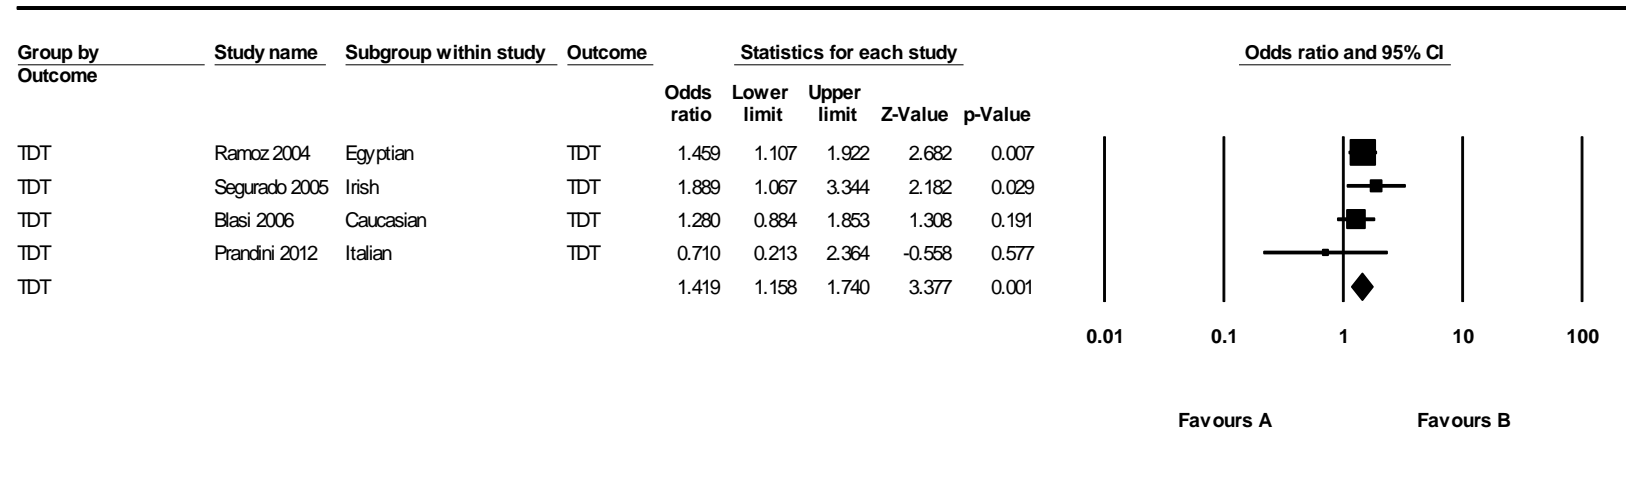 Group by Study name Subgroup within study Outcome Statistics for each study Odds ratio and 95% CI
Outcome
Odds Lower Upper
ratio limit limit Z-Value p-Value
TDT Ramoz 2004 Egyptian TDT 1.459 1.107 1.922 2.682 0.007
TDT Segurado 2005 Irish TDT 1.889 1.067 3.344 2.182 0.029
TDT Blasi 2006 Caucasian TDT 1.280 0.884 1.853 1.308 0.191
TDT Prandini 2012 Italian TDT 0.710 0.213 2.364 -0.558 0.577
TDT 1.419 1.158 1.740 3.377 0.001
0.01 0.1 1 10 100
Favours A Favours B